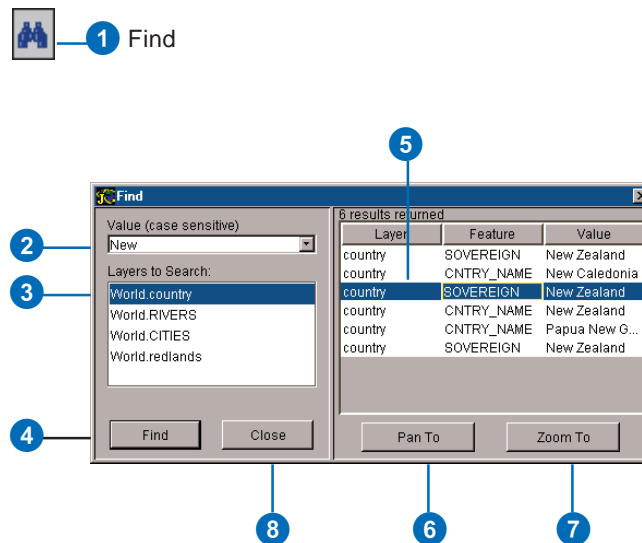 1 Find
5
Find
Value (case sensitive)
2
New
Layers to Search:
3
World.country
World.RIVERS
World.CITIES
World.redlands
4
Find Close
6 results returned
Layer Feature Value
country SOVEREIGN New Zealand
country CNTRY_NAME New Caledonia
country SOVEREIGN New Zealand
country CNTRY_NAME New Zealand
country CNTRY_NAME Papua New G...
country SOVEREIGN New Zealand
Pan To Zoom To
8 6 7